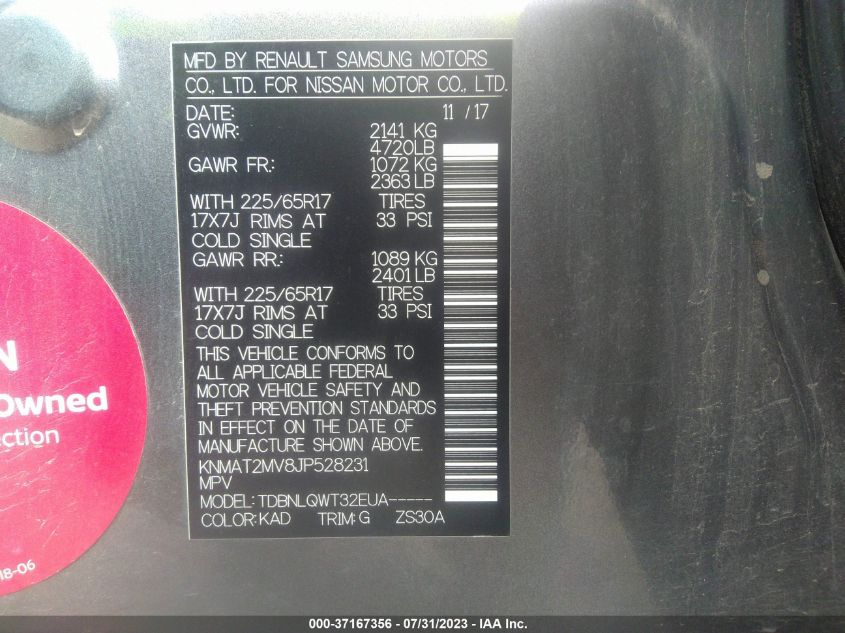 MFD BY RENAULT SAMSUNG MOTORS
CO., LTD. FOR NISSAN MOTOR CO., LTD.
DATE: 11 / 17
GVWR: 2141 KG
4720LB
GAWR FR.: 1072 KG
2363 LB
WITH 225/65R17 TIRES
17X7J RIMS AT 33 PSI
COLD SINGLE
GAWR RR.: 1089 KG
2401 LB
WITH 225/65R17 TIRES
17X7J RIMS AT 33 PSI
COLD SINGLE
THIS VEHICLE CONFORMS TO
ALL APPLICABLE FEDERAL
MOTOR VEHICLE SAFETY AND
THEFT PREVENTION STANDARDS
IN EFFECT ON THE DATE OF
MANUFACTURE SHOWN ABOVE.
KNMAT2MV8JP528231
MPV
MODEL: TDBNLQWT32EUA-----
COLOR: KAD TRIM: G ZS30A
N
Owned
ction
18-06
000-37167356 - 07/31/2023 - IAA Inc.